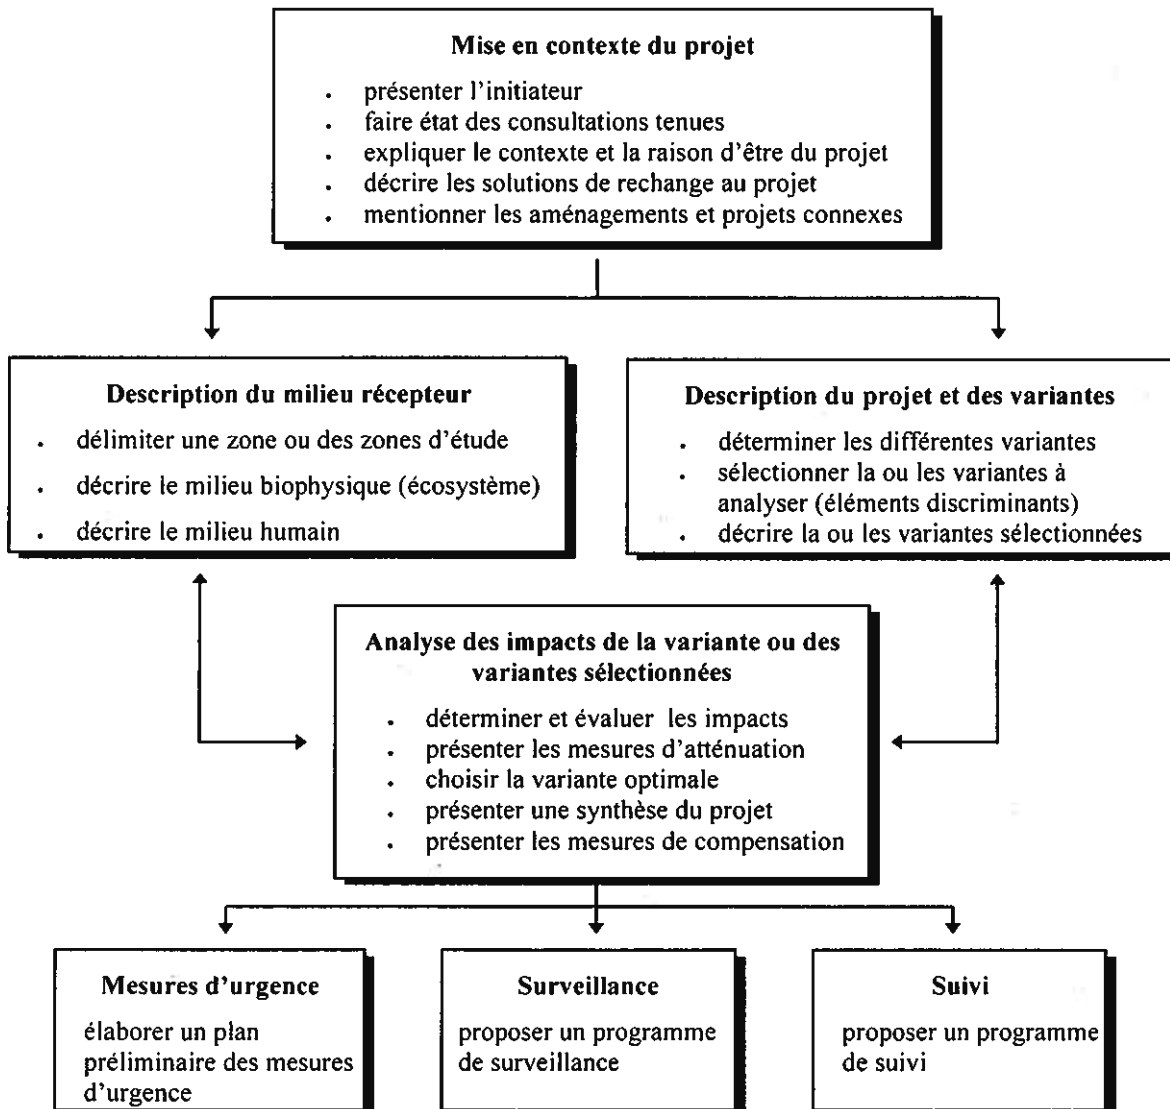 Mise en contexte du projet
. présenter l'initiateur
. faire état des consultations tenues
. expliquer le contexte et la raison d'être du projet
. décrire les solutions de rechange au projet
. mentionner les aménagements et projets connexes
Description du milieu récepteur
. délimiter une zone ou des zones d'étude
. décrire le milieu biophysique (écosystème)
. décrire le milieu humain
Description du projet et des variantes
. déterminer les différentes variantes
. sélectionner la ou les variantes à
analyser (éléments discriminants)
. décrire la ou les variantes sélectionnées
Analyse des impacts de la variante ou des
variantes sélectionnées
. déterminer et évaluer les impacts
. présenter les mesures d'atténuation
. choisir la variante optimale
. présenter une synthèse du projet
. présenter les mesures de compensation
Mesures d'urgence
élaborer un plan
préliminaire des mesures
d'urgence
Surveillance
proposer un programme
de surveillance
Suivi
proposer un programme
de suivi